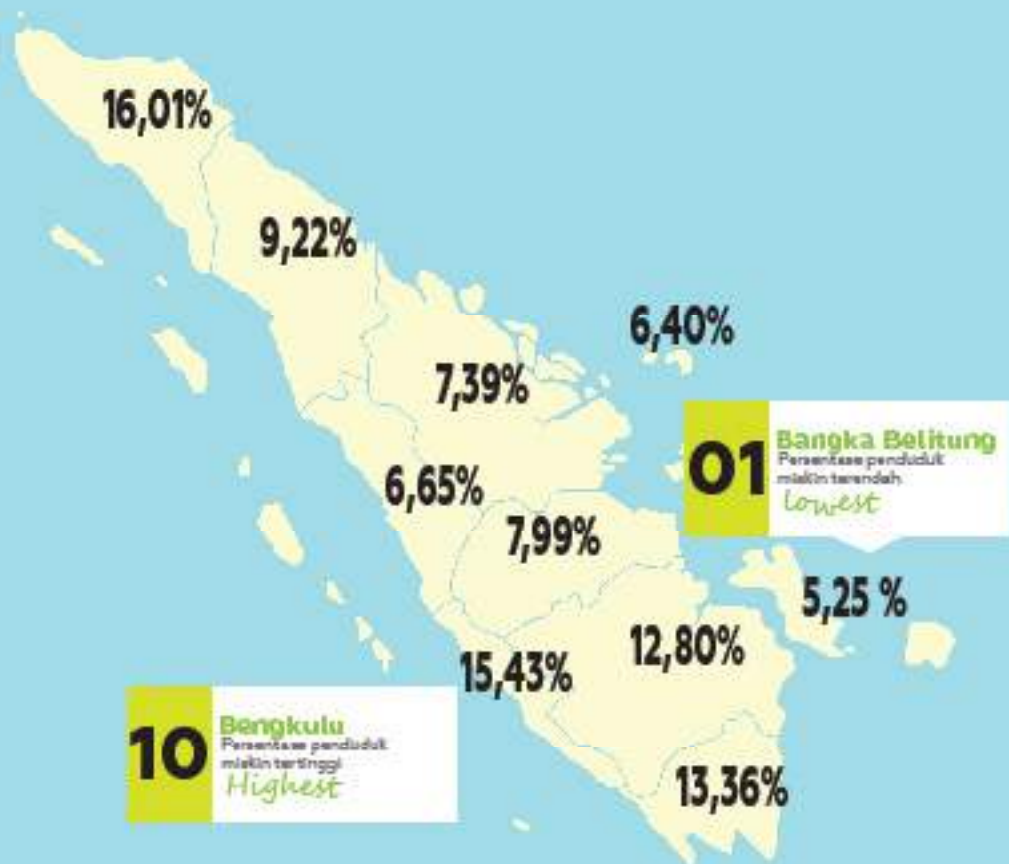 16,01%
9,22%
6,40%
7,39%
01
Bangka Belitung
Persentase penduduk
miskin terendah
lowest
6,65%
7,99%
5,25 %
12,80%
15,43%
10
Bengkulu
Persentase penduduk
miskin tertinggi
Highest
13,36%